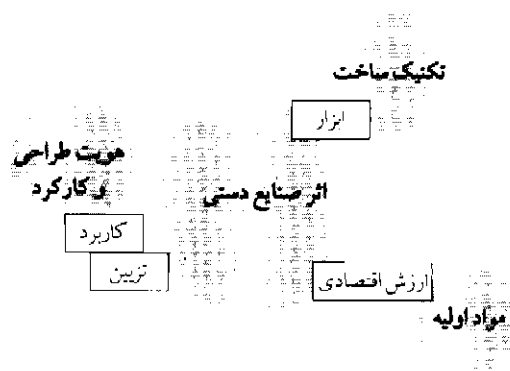 تکنیک ساخت
ابزار
هویت طراحی
و کارکرد
اثر صنایع دستی
کاربرد
تزیین
ارزش اقتصادی
مواد اولیه